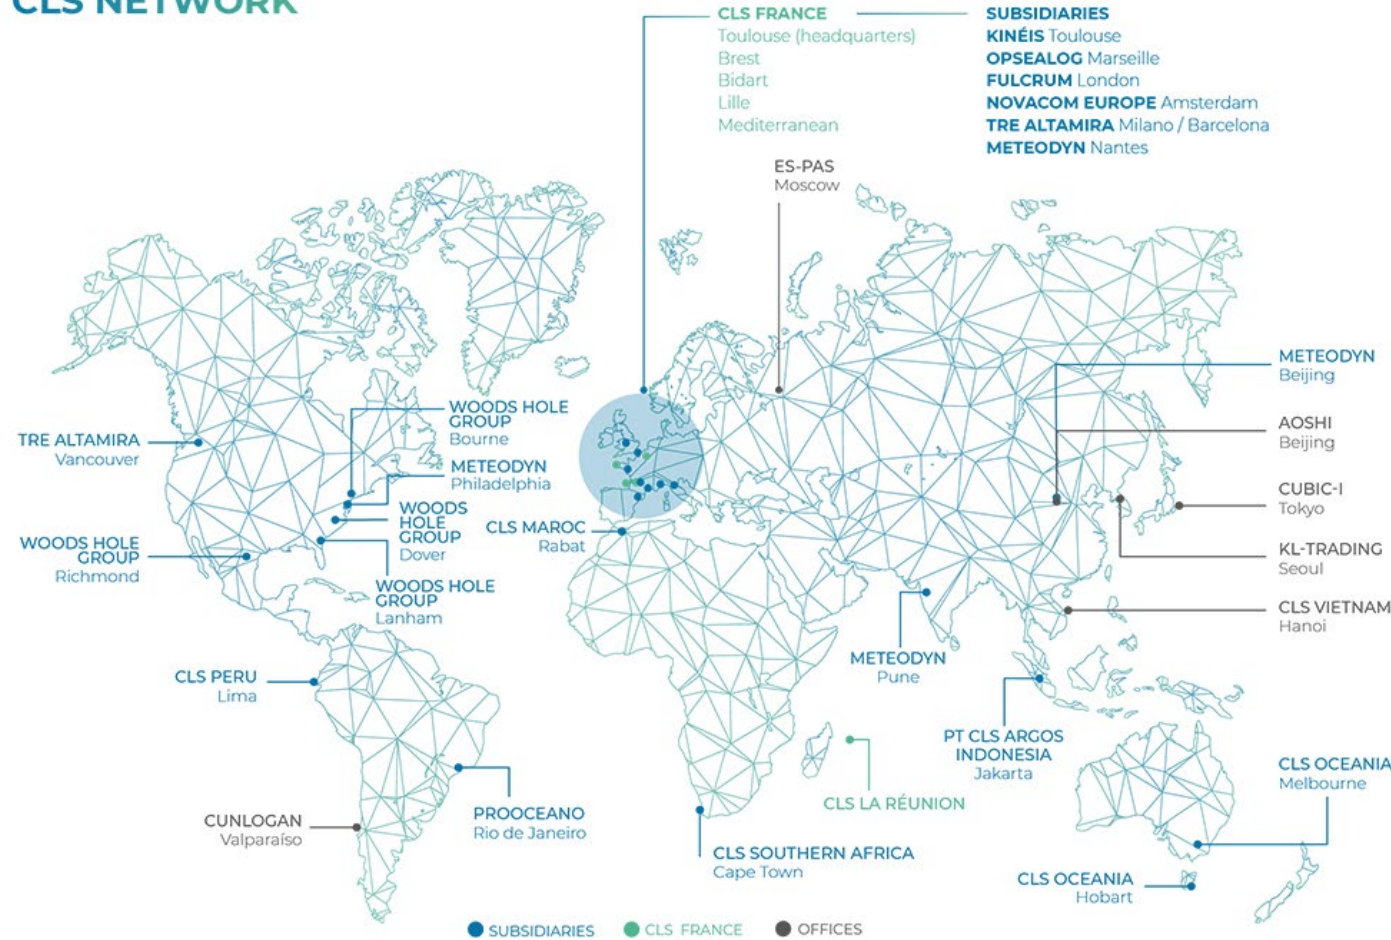 CLS NETWORK
CLS FRANCE
Toulouse (headquarters)
Brest
Bidart
Lille
Mediterranean
SUBSIDIARIES
KINÉIS Toulouse
OPSEALOG Marseille
FULCRUM London
NOVACOM EUROPE Amsterdam
TRE ALTAMIRA Milano / Barcelona
METEODYN Nantes
ES-PAS
Moscow
TRE ALTAMIRA
Vancouver
WOODS HOLE
GROUP
Bourne
METEODYN
Philadelphia
WOODS
HOLE
GROUP
Dover
WOODS HOLE
GROUP
Richmond
WOODS HOLE
GROUP
Lanham
CLS MAROC
Rabat
METEODYN
Beijing
AOSHI
Beijing
CUBIC-I
Tokyo
KL-TRADING
Seoul
CLS VIETNAM
Hanoi
METEODYN
Pune
CLS PERU
Lima
PT CLS ARGOS
INDONESIA
Jakarta
CLS OCEANIA
Melbourne
CLS LA RÉUNION
PROOCEANO
Rio de Janeiro
CUNLOGAN
Valparaíso
CLS SOUTHERN AFRICA
Cape Town
CLS OCEANIA
Hobart
SUBSIDIARIES
CLS FRANCE
OFFICES